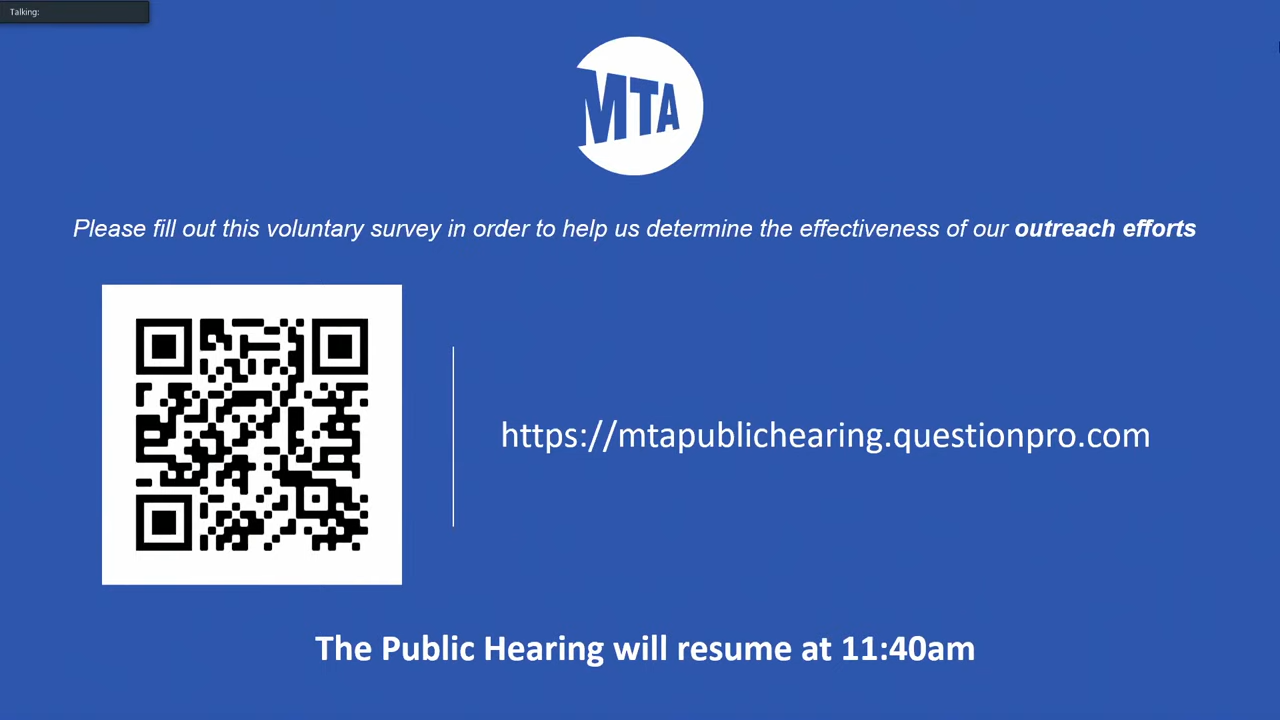 Talking:
MTA
Please fill out this voluntary survey in order to help us determine the effectiveness of our outreach efforts
https://mtapublichearing.questionpro.com
The Public Hearing will resume at 11:40am